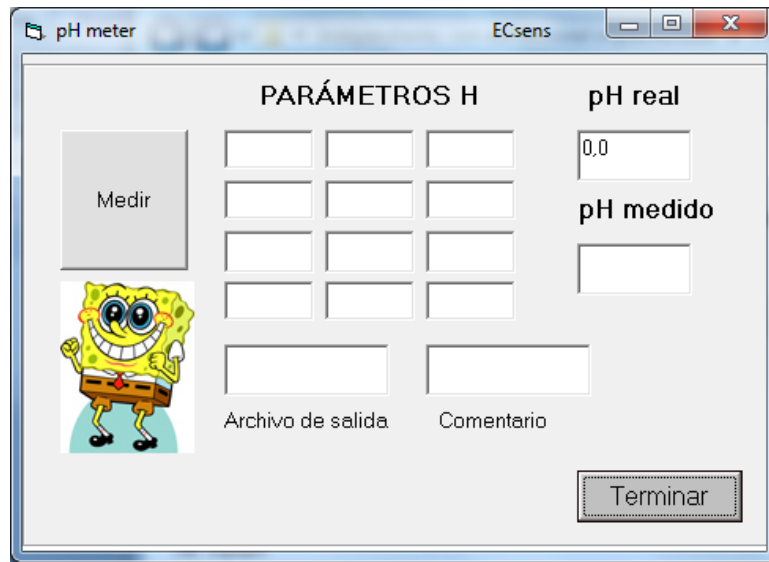 pH meter ECsens
PARÁMETROS H pH real
0,0
Medir
pH medido
Archivo de salida Comentario
Terminar